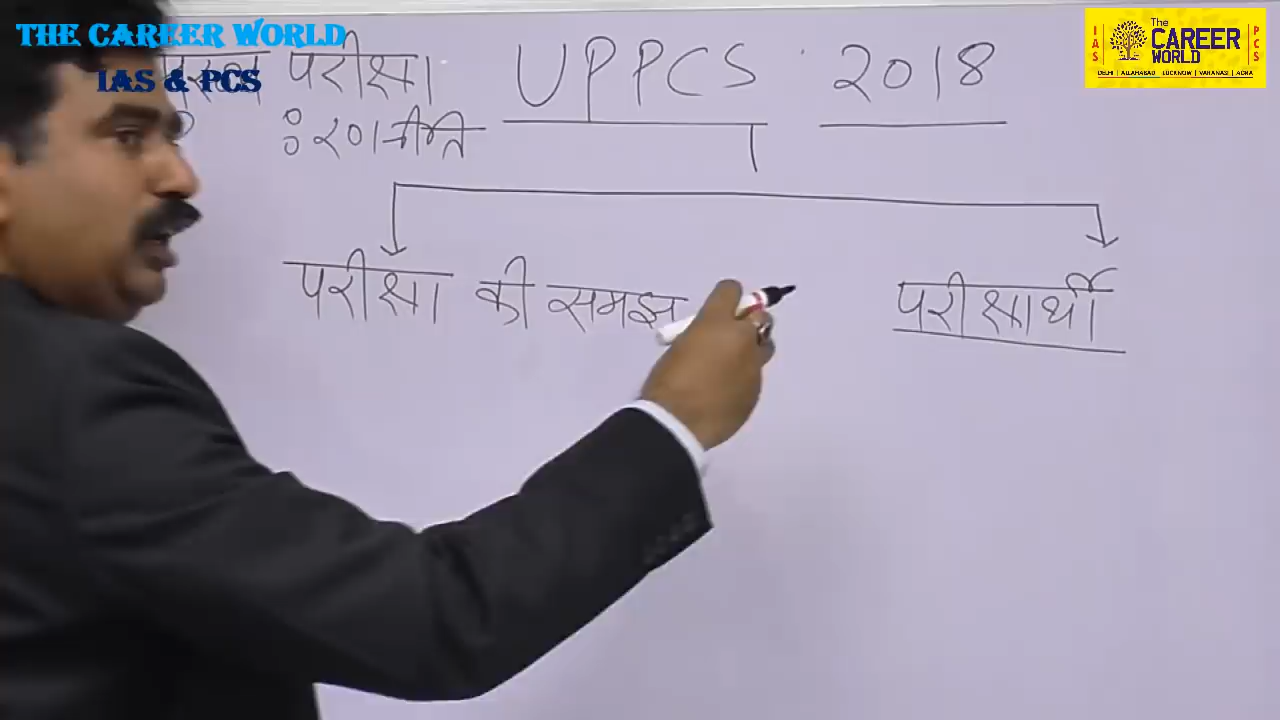 THE CAREER WORLD
IAS & PCS
परीक्षा
: रणनीति
UPPCS 2018
परीक्षा की समझ
परीक्षार्थी
The
CAREER
WORLD
IAS
PCS
DELHI | ALLAHABAD | LUCKNOW | VARANASI | AGRA